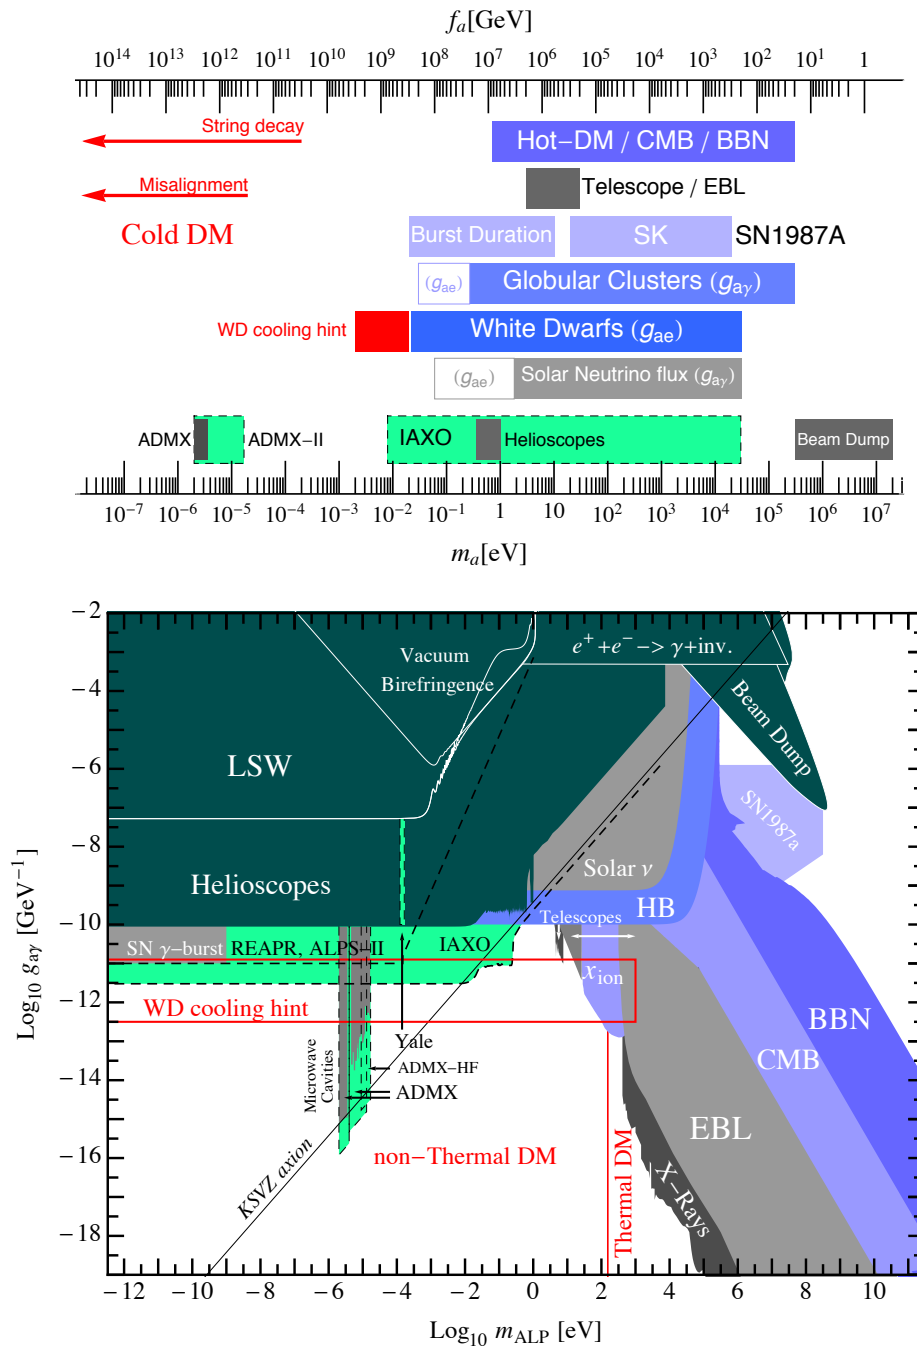 f_a[GeV]
10^14 10^13 10^12 10^11 10^10 10^9 10^8 10^7 10^6 10^5 10^4 10^3 10^2 10^1 1
String decay
Hot-DM / CMB / BBN
Misalignment
Telescope / EBL
Cold DM
Burst Duration
SK
SN1987A
(g_ae)
Globular Clusters (g_aγ)
WD cooling hint
White Dwarfs (g_ae)
(g_ae)
Solar Neutrino flux (g_aγ)
ADMX
ADMX-II
IAXO
Helioscopes
Beam Dump
10^-7 10^-6 10^-5 10^-4 10^-3 10^-2 10^-1 1 10 10^2 10^3 10^4 10^5 10^6 10^7
m_a[eV]
-2
-4
-6
-8
-10
-12
-14
-16
-18
Log_10 g_aγ [GeV^-1]
Vacuum
Birefringence
e^+ + e^- -> γ+inv.
Beam Dump
LSW
SN1987a
Helioscopes
Solar ν
HB
Telescopes
SN γ-burst
REAPR, ALPS-II
IAXO
x_ion
WD cooling hint
Yale
BBN
CMB
Microwave
Cavities
ADMX-HF
ADMX
EBL
non-Thermal DM
KSVZ axion
Thermal DM
X-Rays
-12 -10 -8 -6 -4 -2 0 2 4 6 8 10
Log_10 m_ALP [eV]